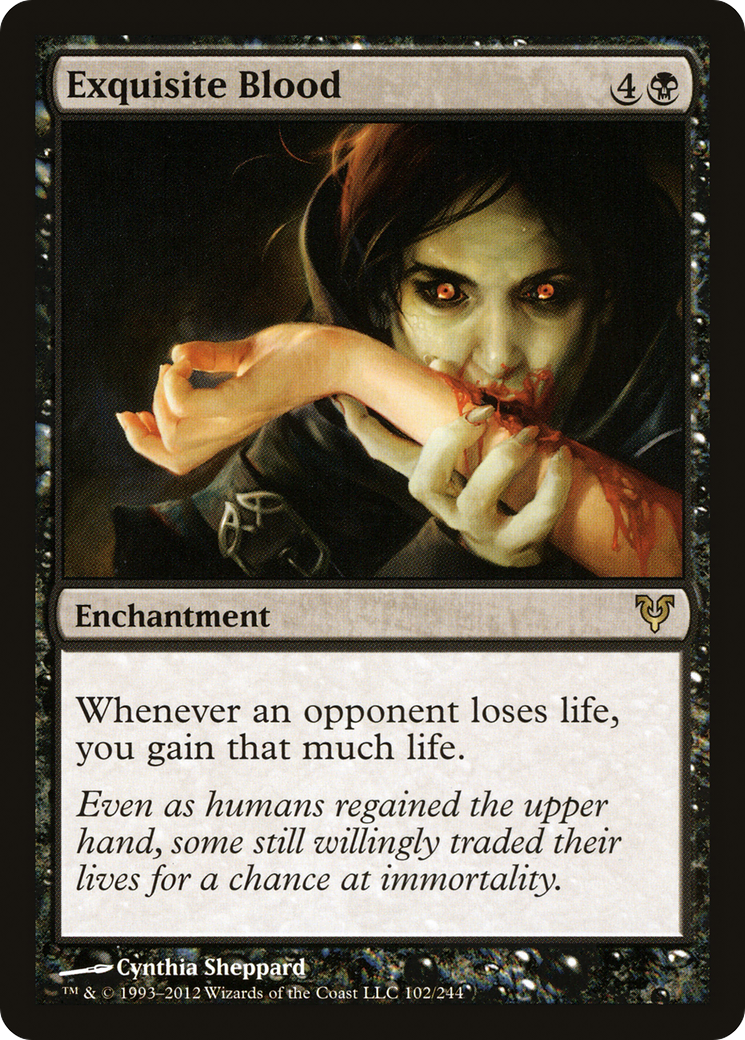 Exquisite Blood 4
Enchantment
Whenever an opponent loses life,
you gain that much life.
Even as humans regained the upper
hand, some still willingly traded their
lives for a chance at immortality.
Cynthia Sheppard
™ & © 1993–2012 Wizards of the Coast LLC 102/244